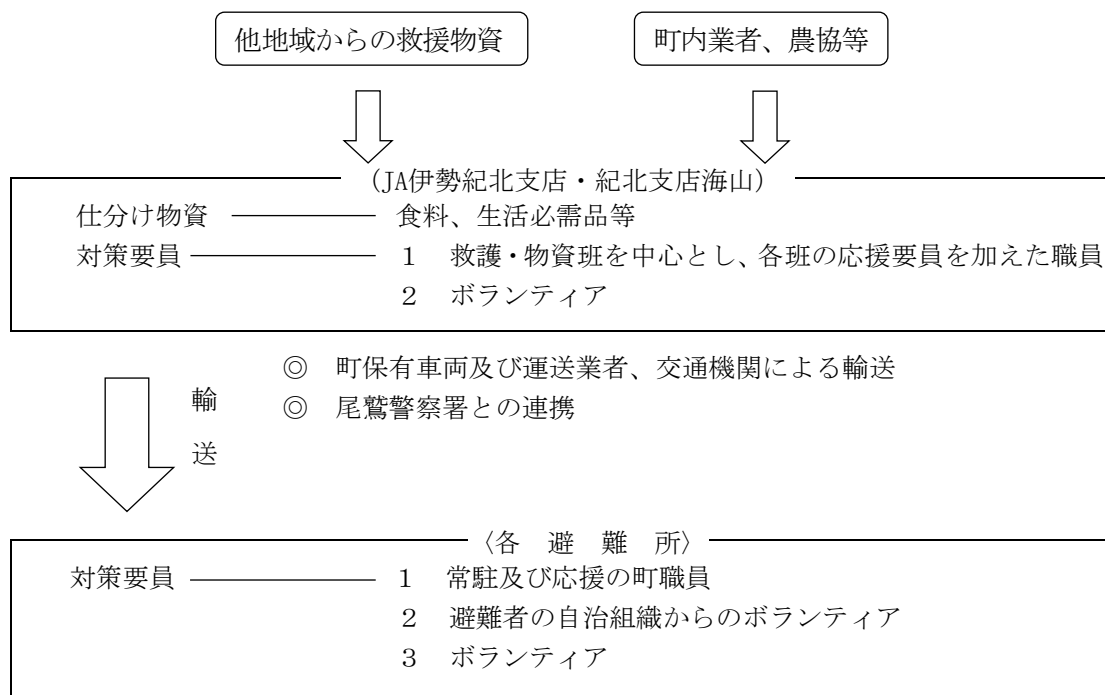 他地域からの救援物資
町内業者、農協等
(JA伊勢紀北支店・紀北支店海山)
仕分け物資 食料、生活必需品等
対策要員 1 救護・物資班を中心とし、各班の応援要員を加えた職員
2 ボランティア
◎ 町保有車両及び運送業者、交通機関による輸送
◎ 尾鷲警察署との連携
輸送
〈各 避 難 所〉
対策要員 1 常駐及び応援の町職員
2 避難者の自治組織からのボランティア
3 ボランティア